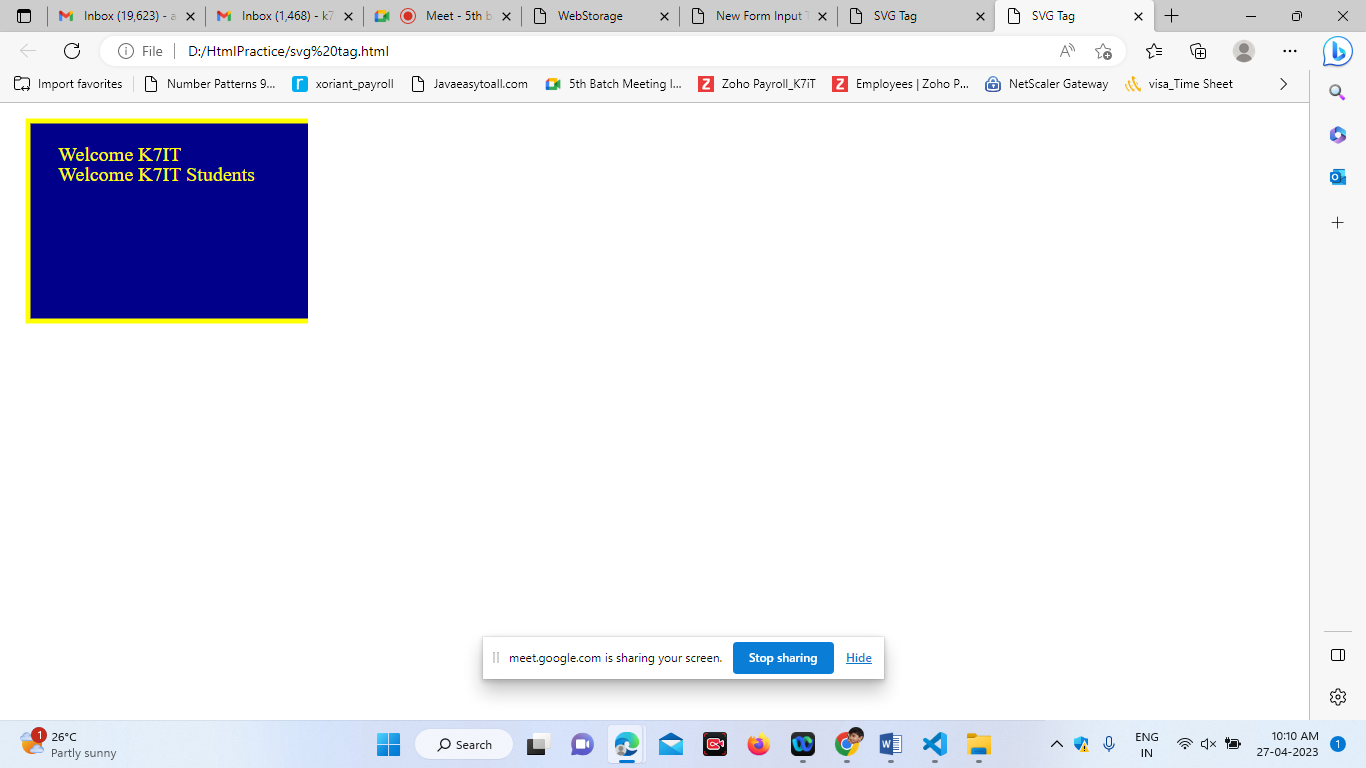 Inbox (19,623) - a
Inbox (1,468) - k7
Meet - 5th b
WebStorage
New Form Input T
SVG Tag
SVG Tag
File
D:/HtmlPractice/svg%20tag.html
Import favorites
Number Patterns 9...
xoriant_payroll
Javaeasytoall.com
5th Batch Meeting I...
Zoho Payroll_K7iT
Employees | Zoho P...
NetScaler Gateway
visa_Time Sheet
Welcome K7IT
Welcome K7IT Students
meet.google.com is sharing your screen.
Stop sharing
Hide
1
26°C
Partly sunny
Search
ENG
IN
10:10 AM
27-04-2023
1